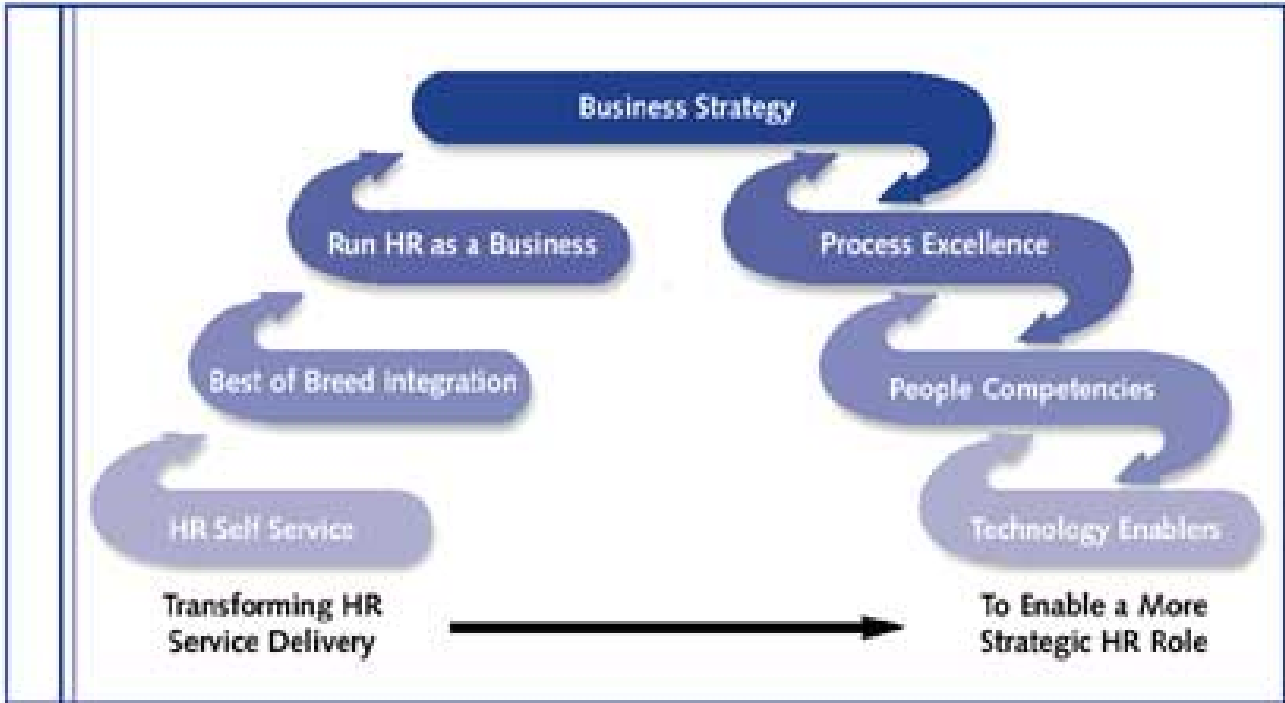 Business Strategy
Run HR as a Business
Process Excellence
Best of Breed Integration
People Competencies
HR Self Service
Technology Enablers
Transforming HR
Service Delivery
To Enable a More
Strategic HR Role